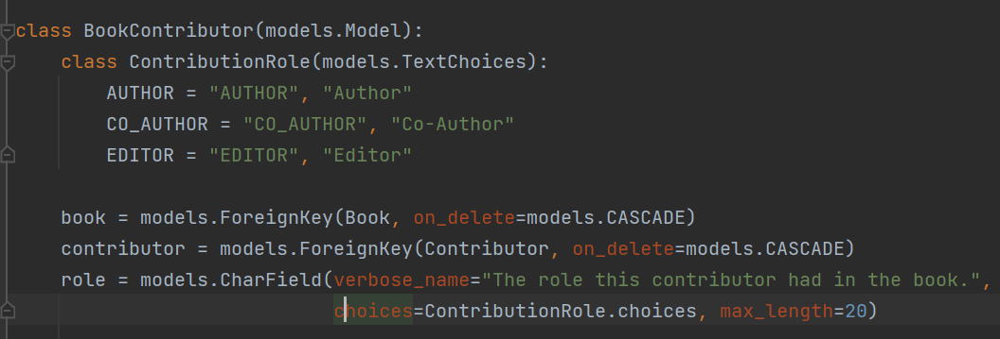 class BookContributor(models.Model):
    class ContributionRole(models.TextChoices):
        AUTHOR = "AUTHOR", "Author"
        CO_AUTHOR = "CO_AUTHOR", "Co-Author"
        EDITOR = "EDITOR", "Editor"

    book = models.ForeignKey(Book, on_delete=models.CASCADE)
    contributor = models.ForeignKey(Contributor, on_delete=models.CASCADE)
    role = models.CharField(verbose_name="The role this contributor had in the book.",
                            choices=ContributionRole.choices, max_length=20)